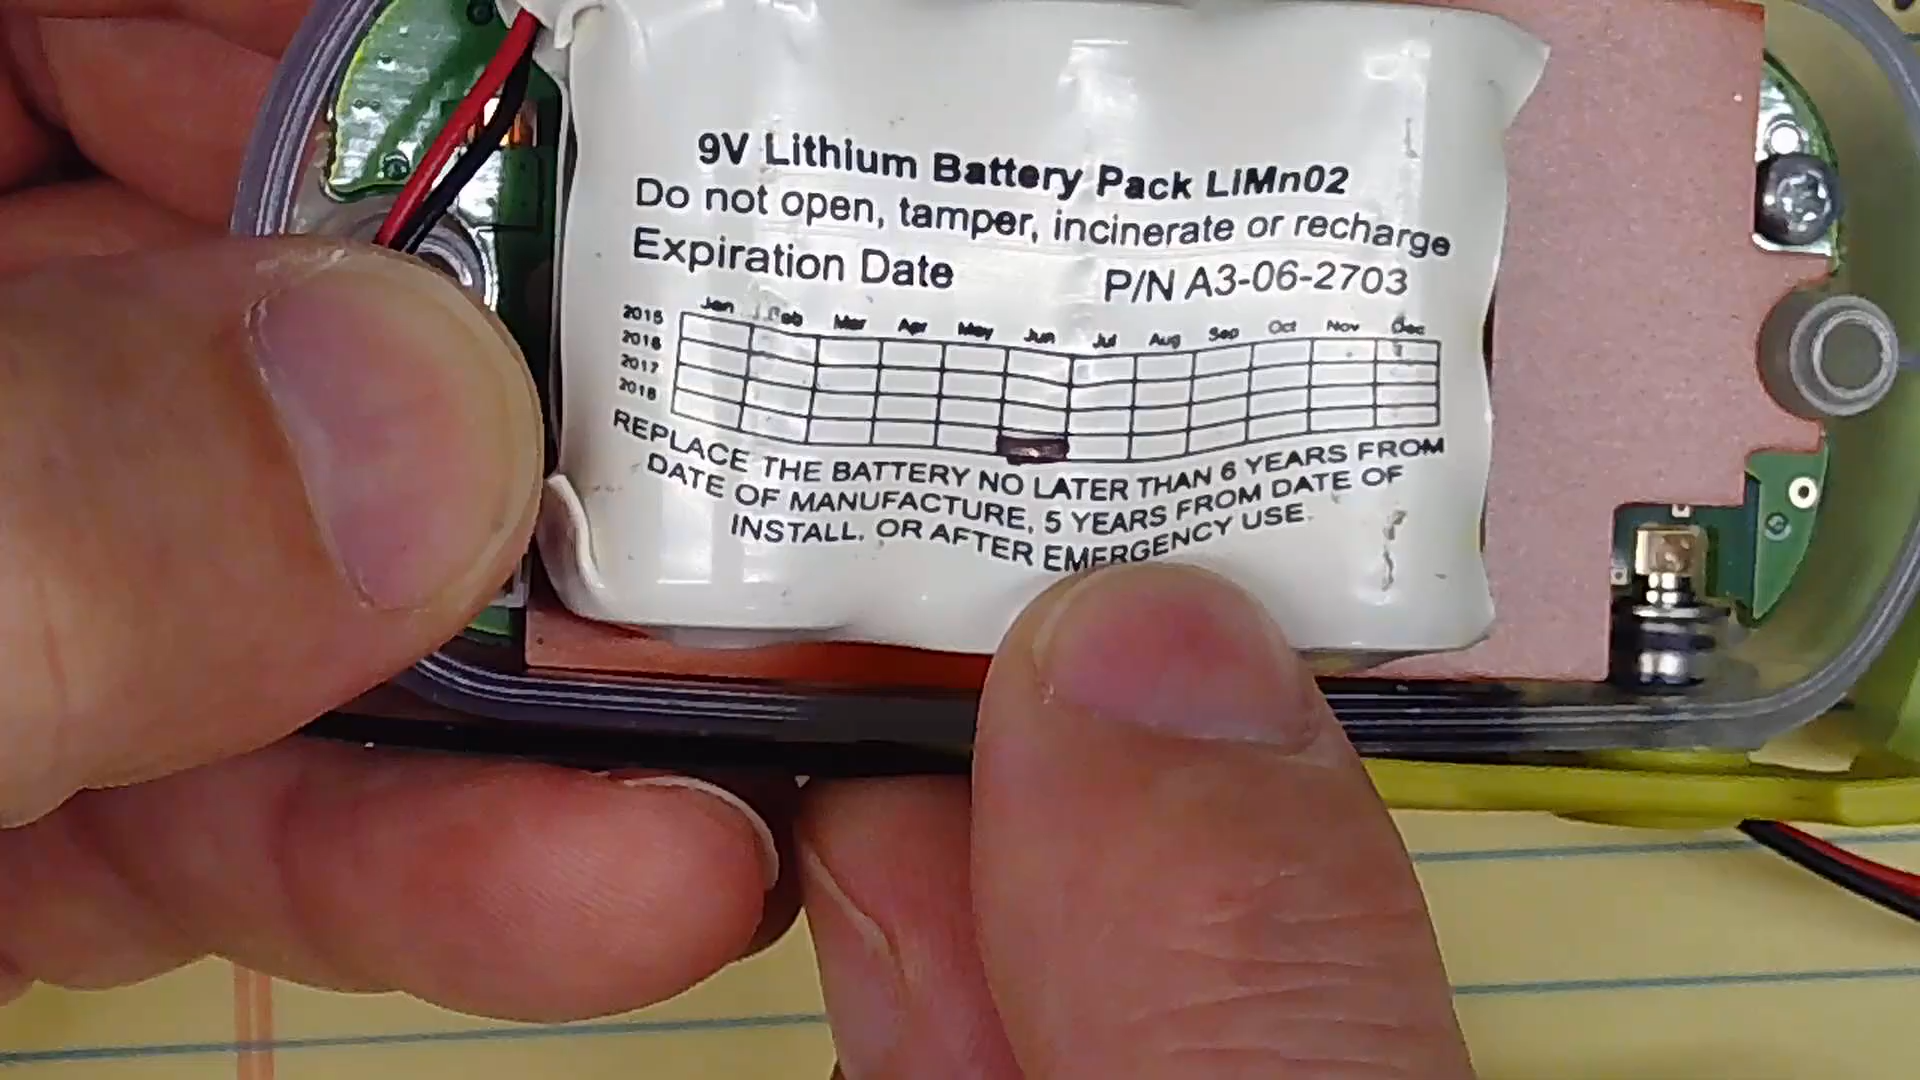 9V Lithium Battery Pack LiMn02
Do not open, tamper, incinerate or recharge
Expiration Date P/N A3-06-2703
Jan Feb Mar Apr May Jun Jul Aug Sep Oct Nov Dec
2015
2016
2017
2018
REPLACE THE BATTERY NO LATER THAN 6 YEARS FROM
DATE OF MANUFACTURE, 5 YEARS FROM DATE OF
INSTALL, OR AFTER EMERGENCY USE.